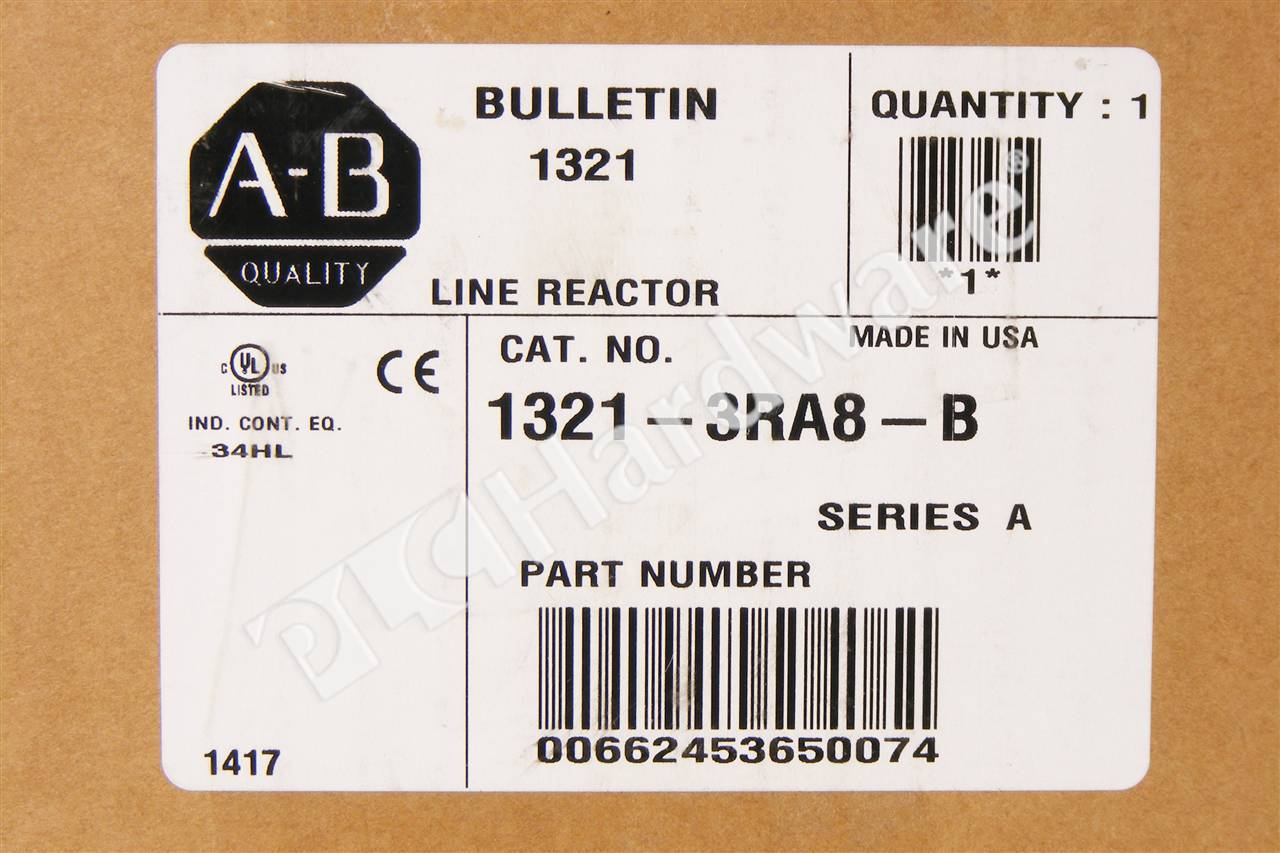 A-B
QUALITY
BULLETIN
1321
LINE REACTOR
QUANTITY : 1
*1*
C UL US
LISTED
IND. CONT. EQ.
34HL
CE
1417
CAT. NO.
MADE IN USA
1321-3RA8-B
SERIES A
PART NUMBER
00662453650074
PLCHardware®